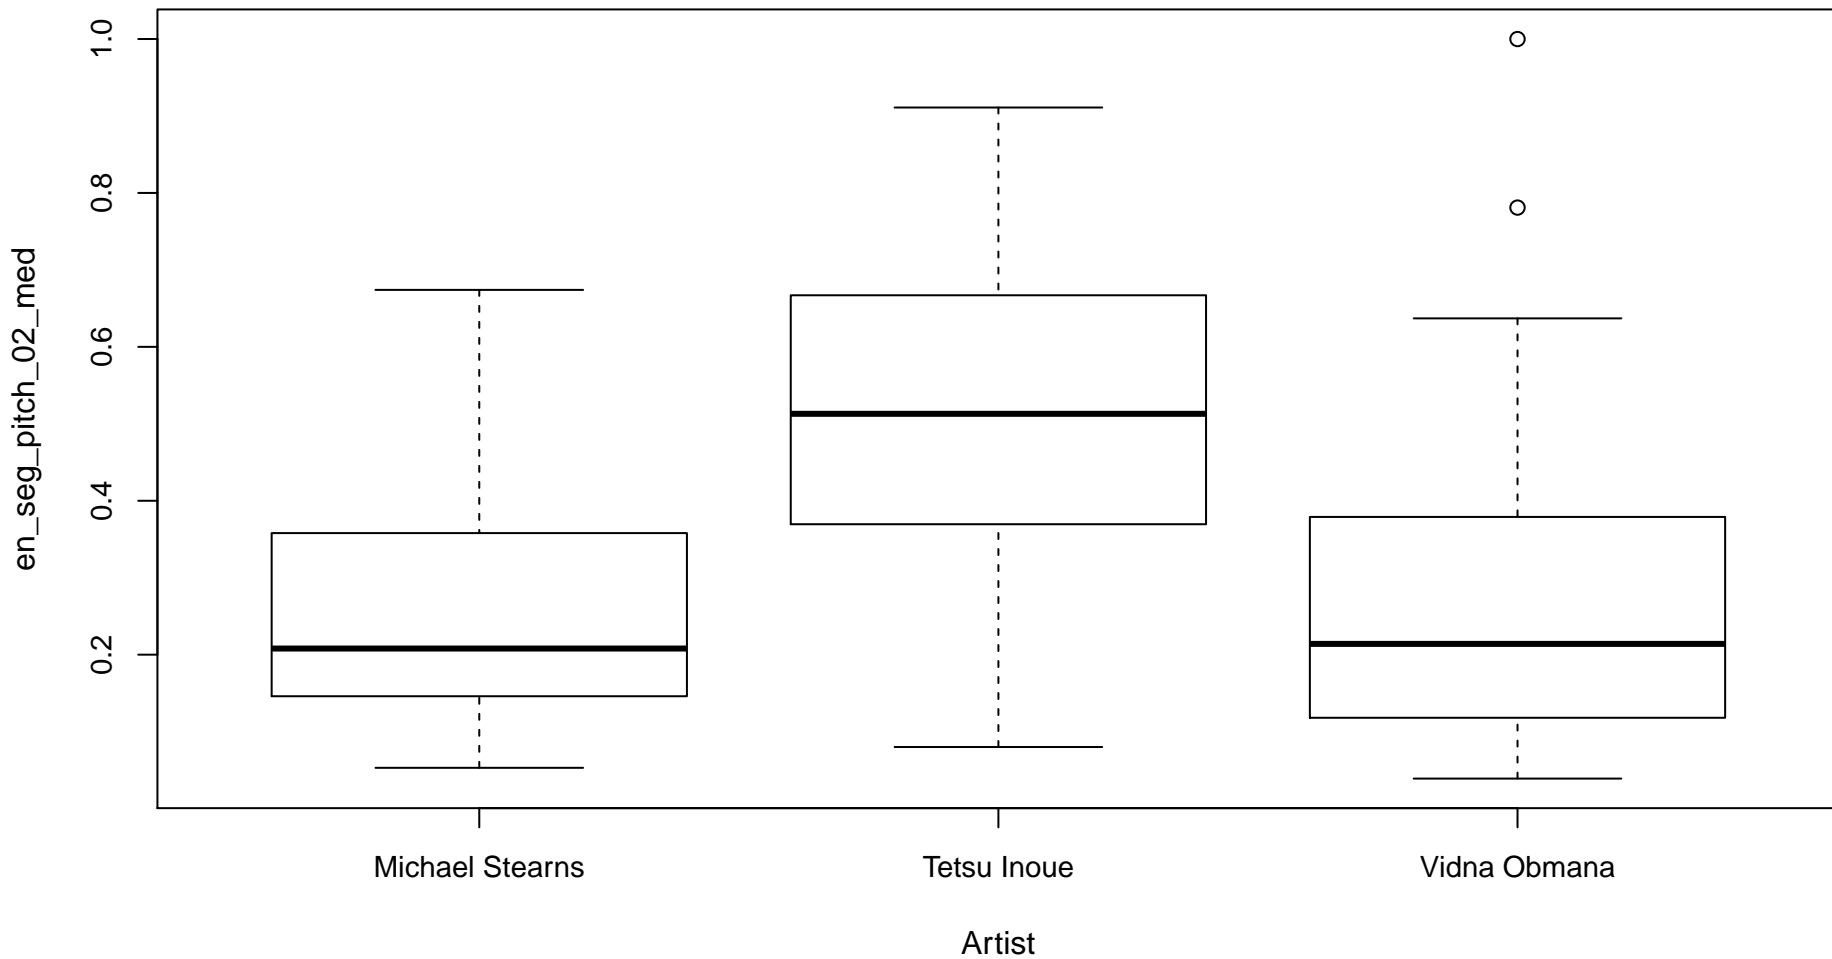 en_seg_pitch_02_med
1.0
0.8
0.6
0.4
0.2
Michael Stearns
Tetsu Inoue
Vidna Obmana
Artist